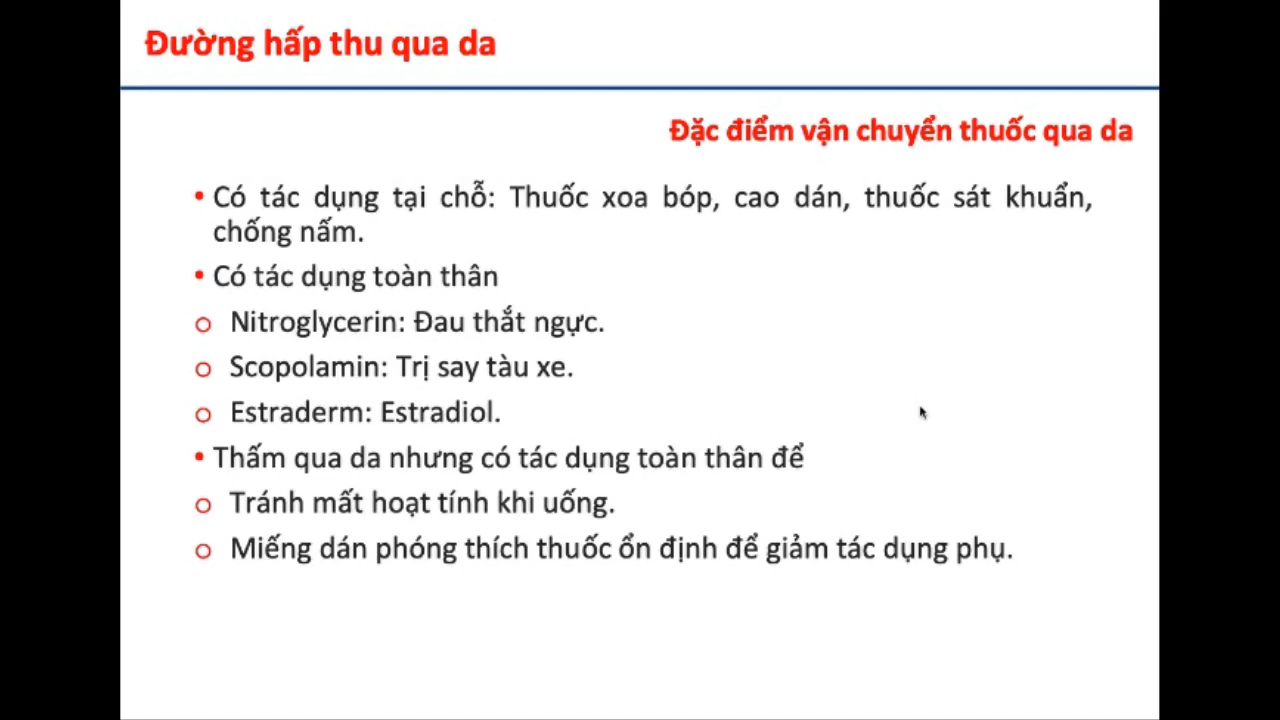 Đường hấp thu qua da
Đặc điểm vận chuyển thuốc qua da
• Có tác dụng tại chỗ: Thuốc xoa bóp, cao dán, thuốc sát khuẩn,
chống nấm.
• Có tác dụng toàn thân
o Nitroglycerin: Đau thắt ngực.
o Scopolamin: Trị say tàu xe.
o Estraderm: Estradiol.
• Thấm qua da nhưng có tác dụng toàn thân để
o Tránh mất hoạt tính khi uống.
o Miếng dán phóng thích thuốc ổn định để giảm tác dụng phụ.